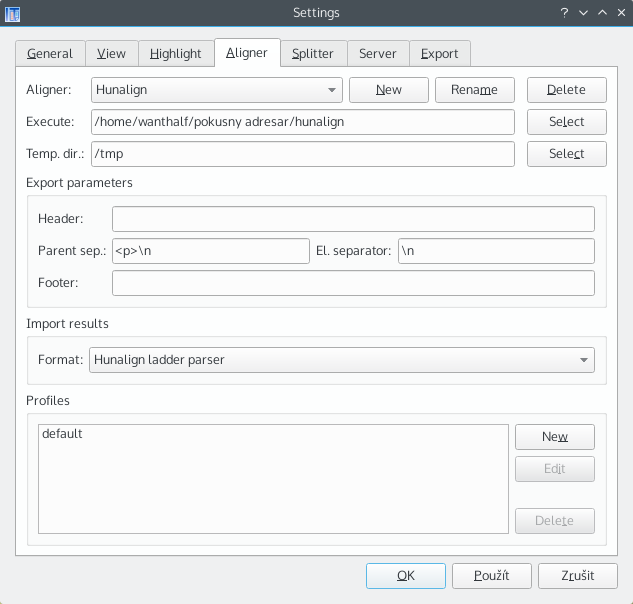 Settings
General View Highlight Aligner Splitter Server Export
Aligner: Hunalign New Rename Delete
Execute: /home/wanthalf/pokusny adresar/hunalign Select
Temp. dir.: /tmp Select
Export parameters
Header:
Parent sep.: <p>\n El. separator: \n
Footer:
Import results
Format: Hunalign ladder parser
Profiles
default New
Edit
Delete
OK Použít Zrušit